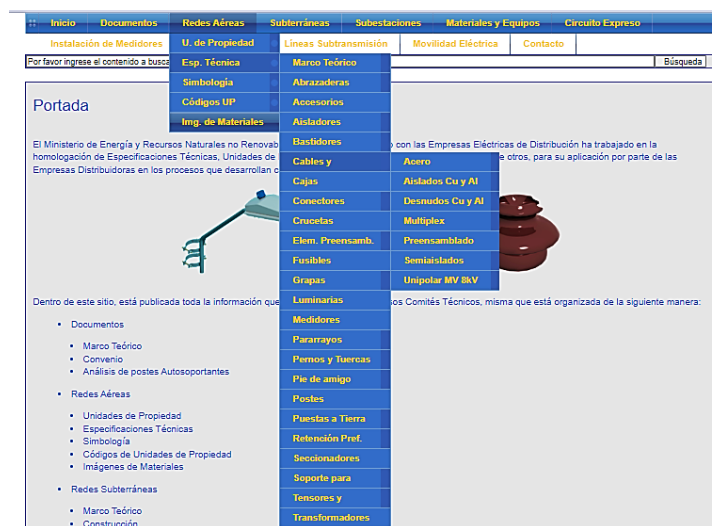 Inicio Documentos Redes Aéreas Subterráneas Subestaciones Materiales y Equipos Circuito Expreso
Instalación de Medidores U. de Propiedad Líneas Subtransmisión Movilidad Eléctrica Contacto
Por favor ingrese el contenido a busca Búsqueda
Esp. Técnica
Simbología
Códigos UP
Img. de Materiales
Marco Teórico
Abrazaderas
Accesorios
Aisladores
Bastidores
Cables y
Cajas
Conectores
Crucetas
Elem. Preensamb.
Fusibles
Grapas
Luminarias
Medidores
Pararrayos
Pernos y Tuercas
Pie de amigo
Postes
Puestas a Tierra
Retención Pref.
Seccionadores
Soporte para
Tensores y
Transformadores
Acero
Aislados Cu y Al
Desnudos Cu y Al
Multiplex
Preensamblado
Semiaislados
Unipolar MV 8kV
Portada
El Ministerio de Energía y Recursos Naturales no Renovab con las Empresas Eléctricas de Distribución ha trabajado en la
homologación de Especificaciones Técnicas, Unidades de e otros, para su aplicación por parte de las
Empresas Distribuidoras en los procesos que desarrollan c
Dentro de este sitio, está publicada toda la información que sos Comités Técnicos, misma que está organizada de la siguiente manera:
• Documentos
• Marco Teórico
• Convenio
• Análisis de postes Autosoportantes
• Redes Aéreas
• Unidades de Propiedad
• Especificaciones Técnicas
• Simbología
• Códigos de Unidades de Propiedad
• Imágenes de Materiales
• Redes Subterráneas
• Marco Teórico
• Construcción